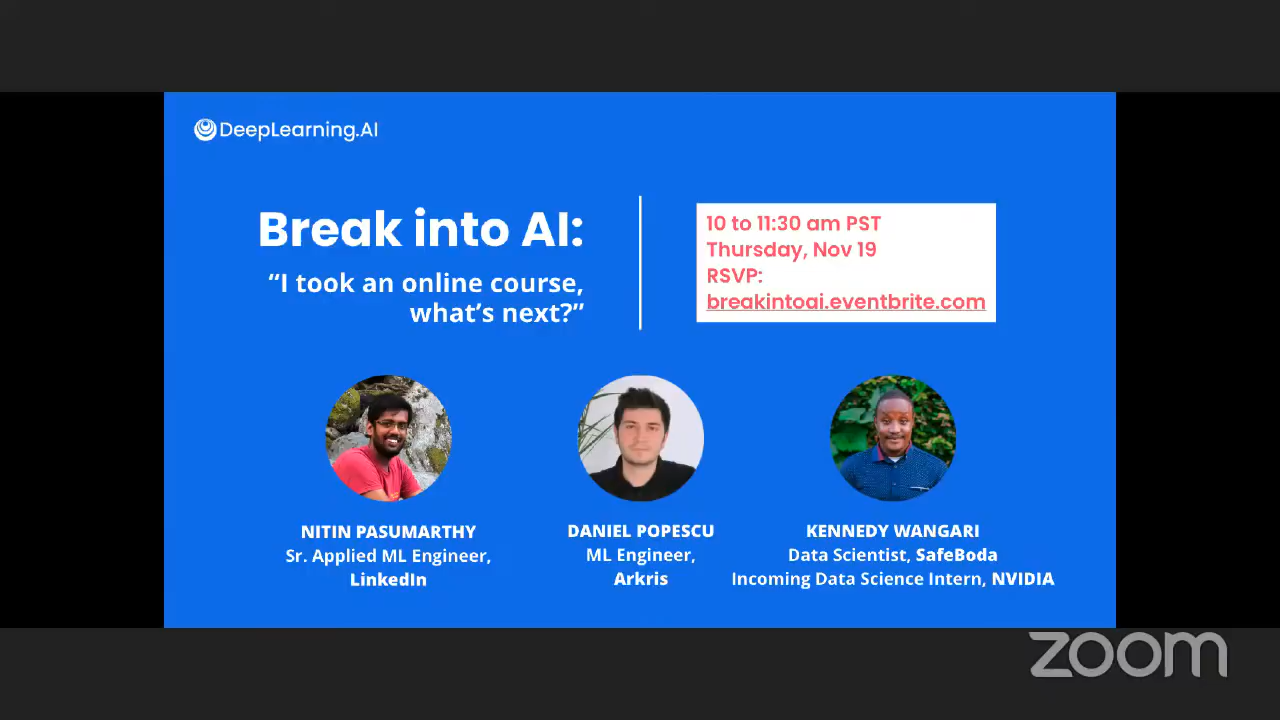 DeepLearning.AI
Break into AI:
“I took an online course,
what’s next?”
10 to 11:30 am PST
Thursday, Nov 19
RSVP:
breakintoai.eventbrite.com
NITIN PASUMARTHY
Sr. Applied ML Engineer,
LinkedIn
DANIEL POPESCU
ML Engineer,
Arkris
KENNEDY WANGARI
Data Scientist, SafeBoda
Incoming Data Science Intern, NVIDIA
zoom